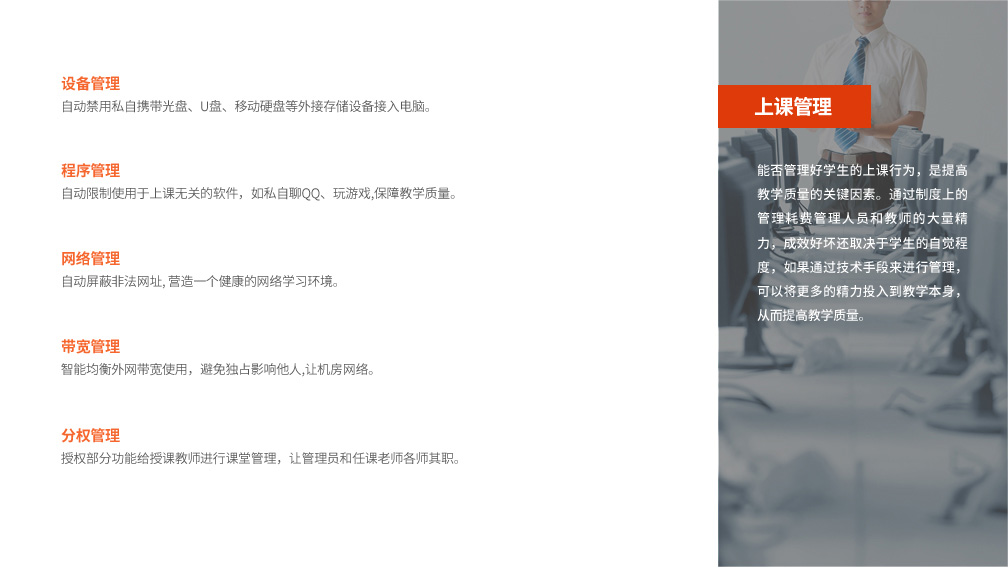 设备管理
自动禁用私自携带光盘、U盘、移动硬盘等外接存储设备接入电脑。
程序管理
自动限制使用于上课无关的软件，如私自聊QQ、玩游戏,保障教学质量。
网络管理
自动屏蔽非法网址, 营造一个健康的网络学习环境。
带宽管理
智能均衡外网带宽使用，避免独占影响他人,让机房网络。
分权管理
授权部分功能给授课教师进行课堂管理，让管理员和任课老师各师其职。
上课管理
能否管理好学生的上课行为，是提高
教学质量的关键因素。通过制度上的
管理耗费管理人员和教师的大量精
力，成效好坏还取决于学生的自觉程
度，如果通过技术手段来进行管理，
可以将更多的精力投入到教学本身，
从而提高教学质量。